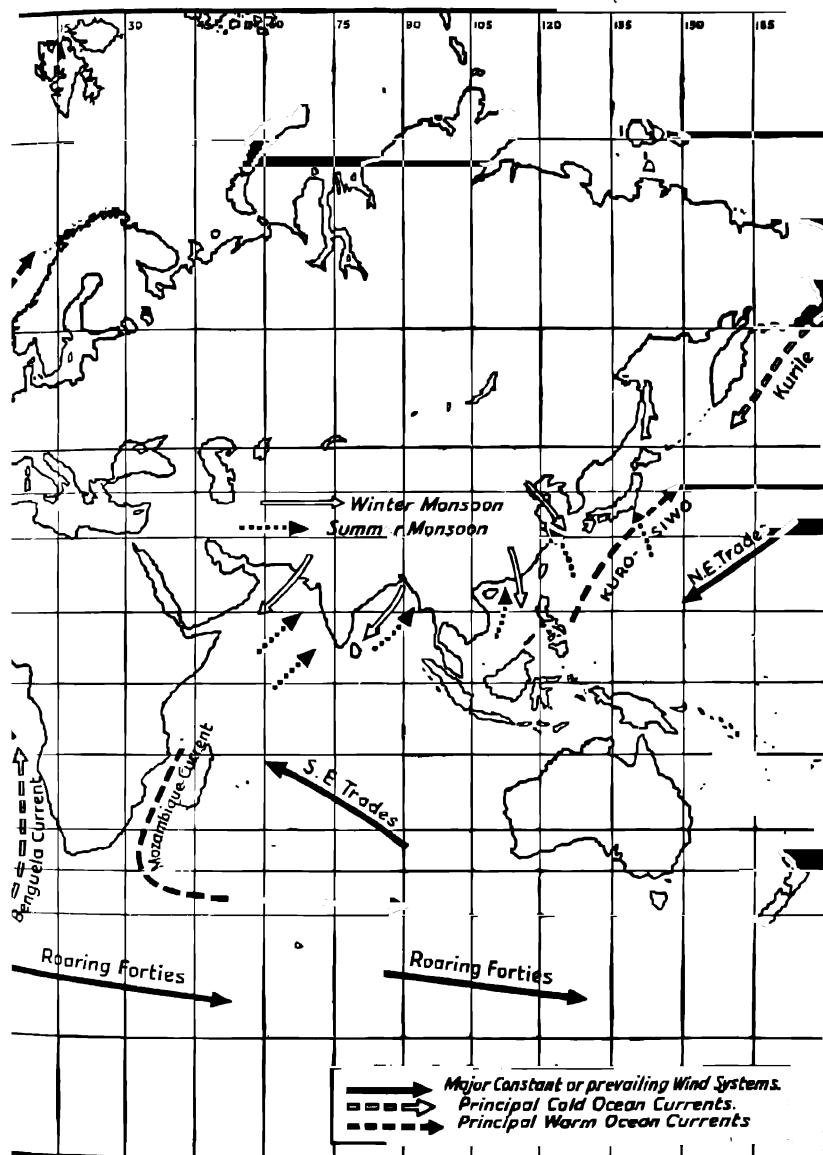 30
60
75
90
105
120
135
150
165
Kurile
Winter Monsoon
Summ r Monsoon
KURO- SIWO
N.E. Trade
Mozambique Current
S. E Trades
Benguela Current
Roaring Forties
Roaring Forties
Major Constant or prevailing Wind Systems.
Principal Cold Ocean Currents.
Principal Warm Ocean Currents